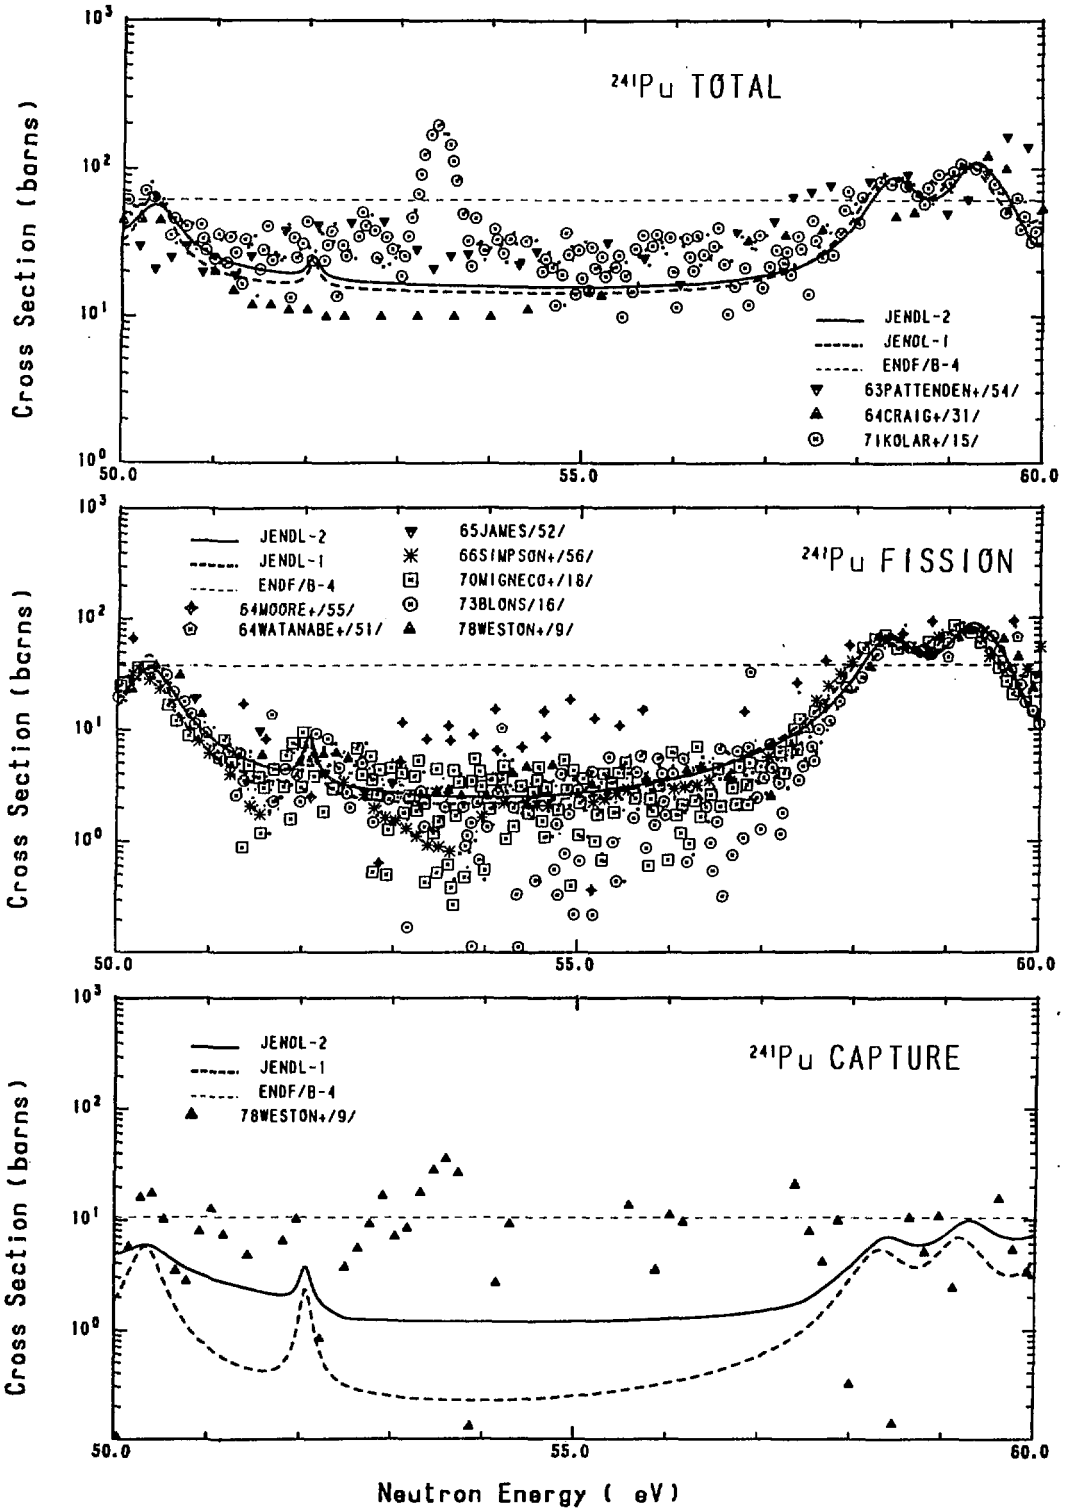 10³
²⁴¹Pu TOTAL
10²
10¹
JENDL-2
JENDL-1
ENDF/B-4
63PATTENDEN+/54/
64CRAIG+/31/
71KOLAR+/15/
10⁰
50.0 55.0 60.0
Cross Section (barns)
10³
JENDL-2
JENDL-1
ENDF/B-4
64MOORE+/55/
64WATANABE+/51/
65JAMES/52/
66SIMPSON+/56/
70MIGNECO+/18/
73BLONS/16/
78WESTON+/9/
²⁴¹Pu FISSION
10²
10¹
10⁰
50.0 55.0 60.0
Cross Section (barns)
10³
JENDL-2
JENDL-1
ENDF/B-4
78WESTON+/9/
²⁴¹Pu CAPTURE
10²
10¹
10⁰
50.0 55.0 60.0
Cross Section (barns)
Neutron Energy ( eV)